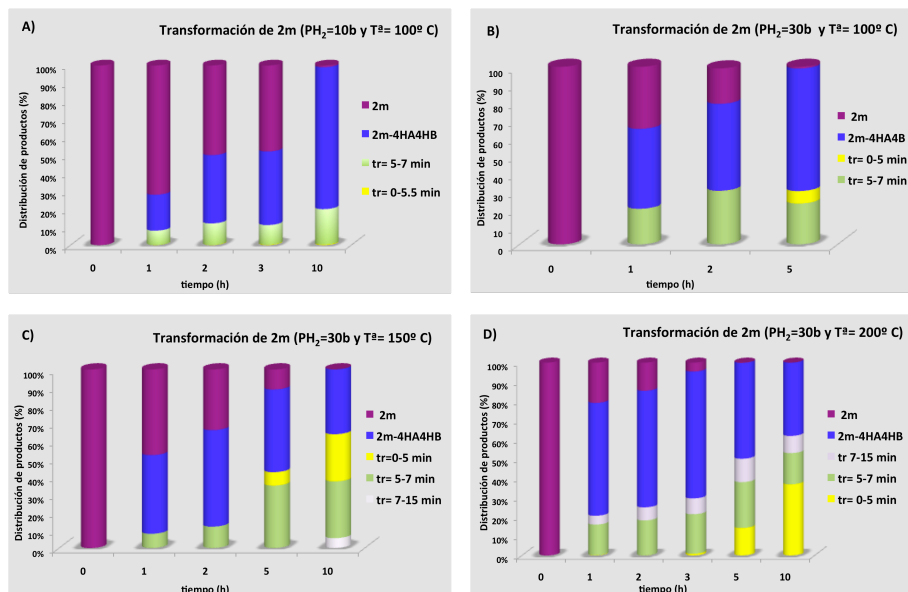 A)
Transformación de 2m (PH2=10b y Tª= 100º C)
Distribución de productos (%)
100%
90%
80%
70%
60%
50%
40%
30%
20%
10%
0%
0 1 2 3 10
tiempo (h)
2m
2m-4HA4HB
tr= 5-7 min
tr= 0-5.5 min
B)
Transformación de 2m (PH2=30b y Tª= 100º C)
Distribución de productos (%)
100
90
80
70
60
50
40
30
20
10
0
0 1 2 5
tiempo (h)
2m
2m-4HA4B
tr= 0-5 min
tr= 5-7 min
C)
Transformación de 2m (PH2=30b y Tª= 150º C)
Distribución de productos (%)
100%
90%
80%
70%
60%
50%
40%
30%
20%
10%
0%
0 1 2 5 10
tiempo (h)
2m
2m-4HA4HB
tr=0-5 min
tr= 5-7 min
tr= 7-15 min
D)
Transformación de 2m (PH2=30b y Tª= 200º C)
Distribución de productos (%)
100%
90%
80%
70%
60%
50%
40%
30%
20%
10%
0%
0 1 2 3 5 10
tiempo (h)
2m
2m-4HA4HB
tr 7-15 min
tr= 5-7 min
tr= 0-5 min